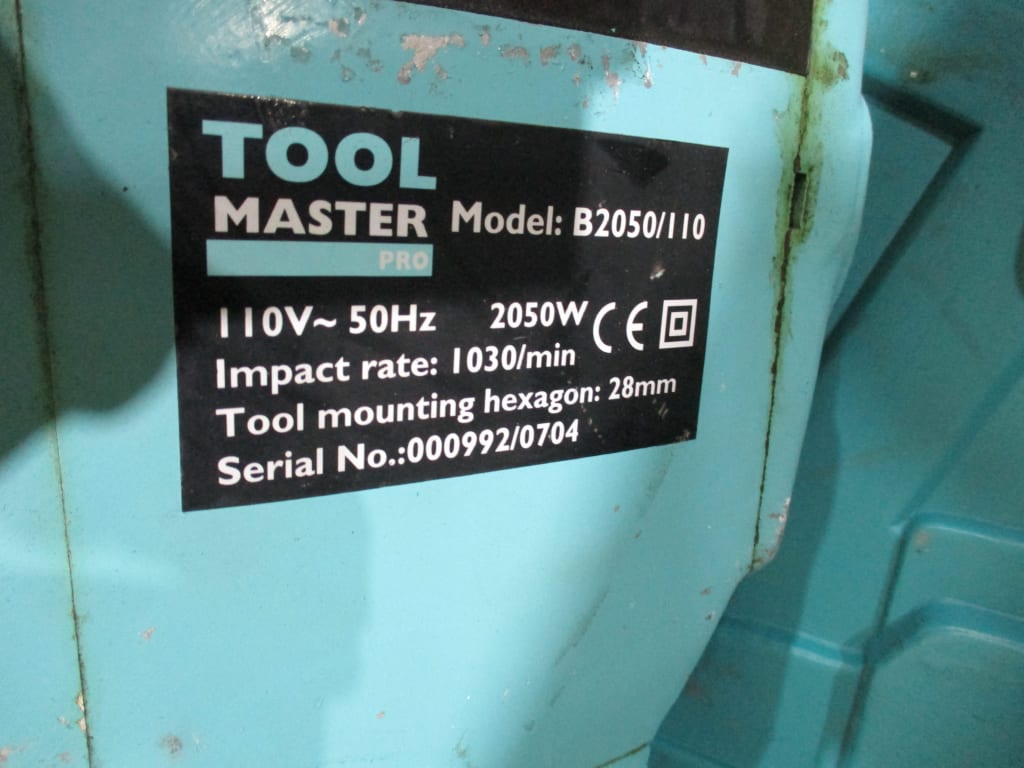 TOOL
MASTER
PRO
Model: B2050/110
110V~ 50Hz 2050W CE
Impact rate: 1030/min
Tool mounting hexagon: 28mm
Serial No.:000992/0704